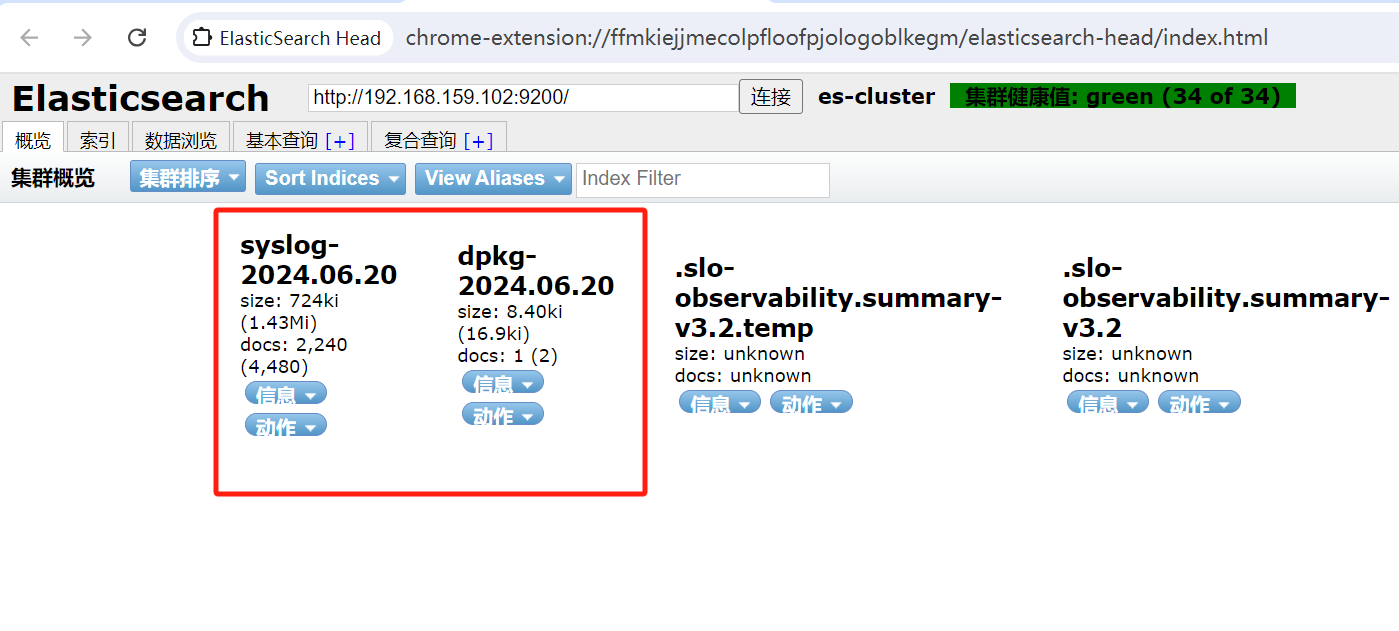 ElasticSearch Head chrome-extension://ffmkiejjmecolpfloofpjologoblkegm/elasticsearch-head/index.html
Elasticsearch http://192.168.159.102:9200/ 连接 es-cluster 集群健康值: green (34 of 34)
概览 索引 数据浏览 基本查询 [+] 复合查询 [+]
集群概览 集群排序 Sort Indices View Aliases Index Filter
syslog-
2024.06.20
size: 724ki
(1.43Mi)
docs: 2,240
(4,480)
信息
动作
dpkg-
2024.06.20
size: 8.40ki
(16.9ki)
docs: 1 (2)
信息
动作
.slo-
observability.summary-
v3.2.temp
size: unknown
docs: unknown
信息 动作
.slo-
observability.summary-
v3.2
size: unknown
docs: unknown
信息 动作